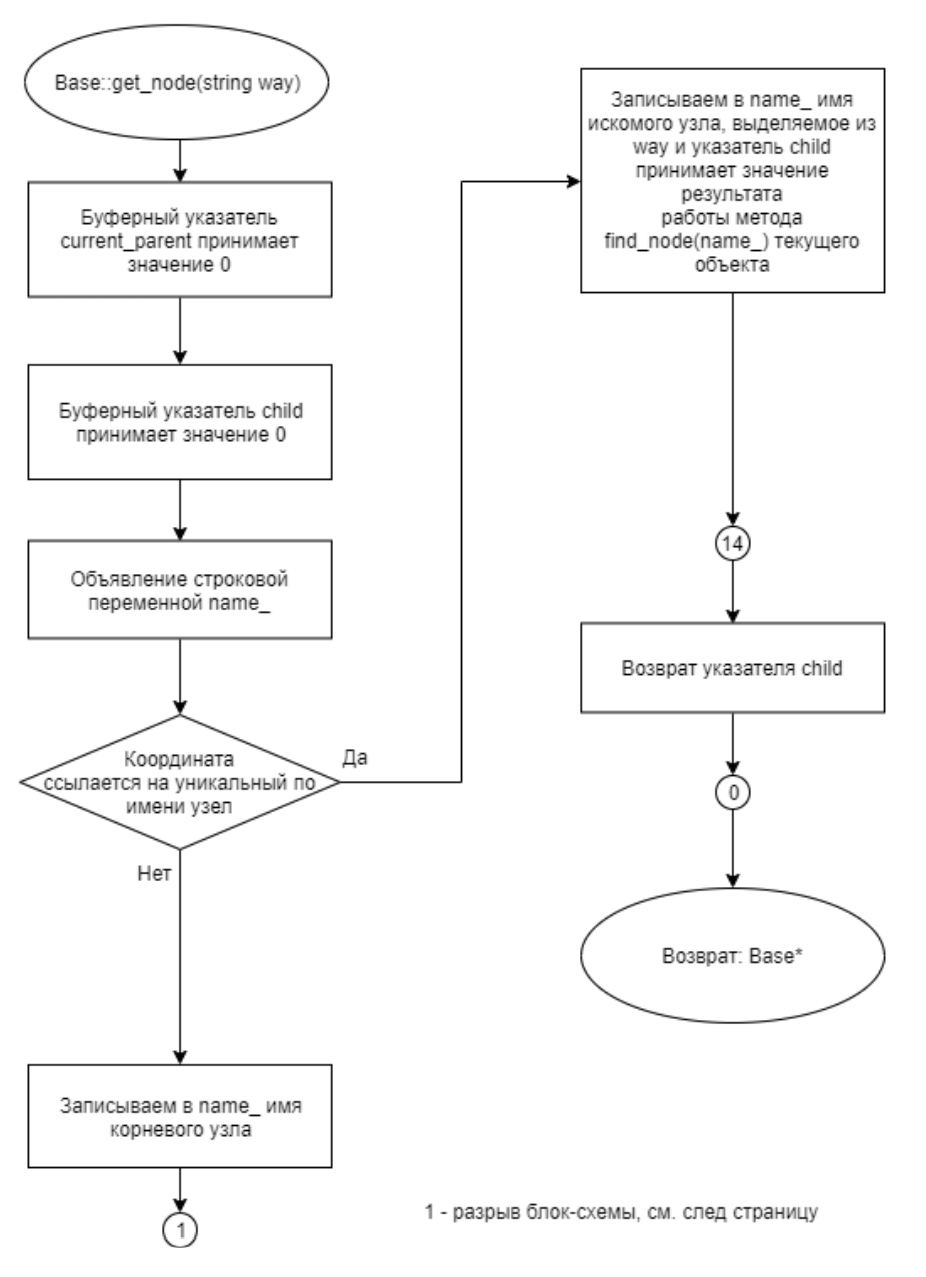 Base::get_node(string way)
Буферный указатель
current_parent принимает
значение 0
Буферный указатель child
принимает значение 0
Объявление строковой
переменной name_
Координата
ссылается на уникальный по
имени узел
Да
Нет
Записываем в name_ имя
корневого узла
1
Записываем в name_ имя
искомого узла, выделяемое из
way и указатель child
принимает значение
результата
работы метода
find_node(name_) текущего
объекта
14
Возврат указателя child
0
Возврат: Base*
1 - разрыв блок-схемы, см. след страницу